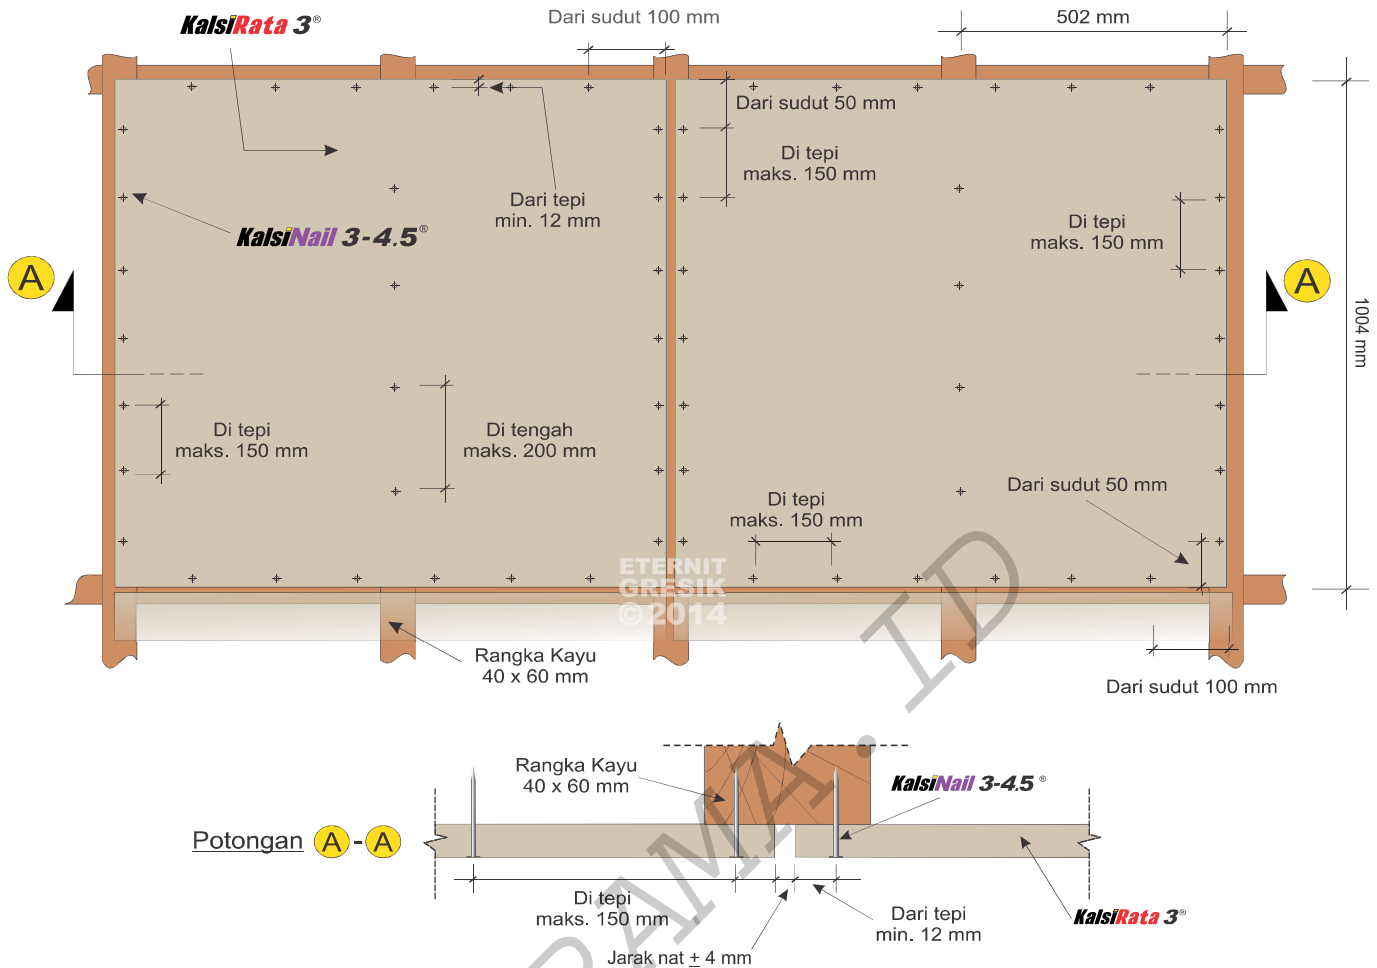 KalsiRata 3®
Dari sudut 100 mm
502 mm
Dari sudut 50 mm
Di tepi
maks. 150 mm
Dari tepi
min. 12 mm
KalsiNail 3-4.5®
Di tepi
maks. 150 mm
A
A
1004 mm
Di tepi
maks. 150 mm
Di tengah
maks. 200 mm
Dari sudut 50 mm
Di tepi
maks. 150 mm
ETERNIT
GRESIK
©2014
Rangka Kayu
40 x 60 mm
Dari sudut 100 mm
Rangka Kayu
40 x 60 mm
KalsiNail 3-4.5®
Potongan A - A
Di tepi
maks. 150 mm
Dari tepi
min. 12 mm
KalsiRata 3®
Jarak nat ± 4 mm
RAMA.ID